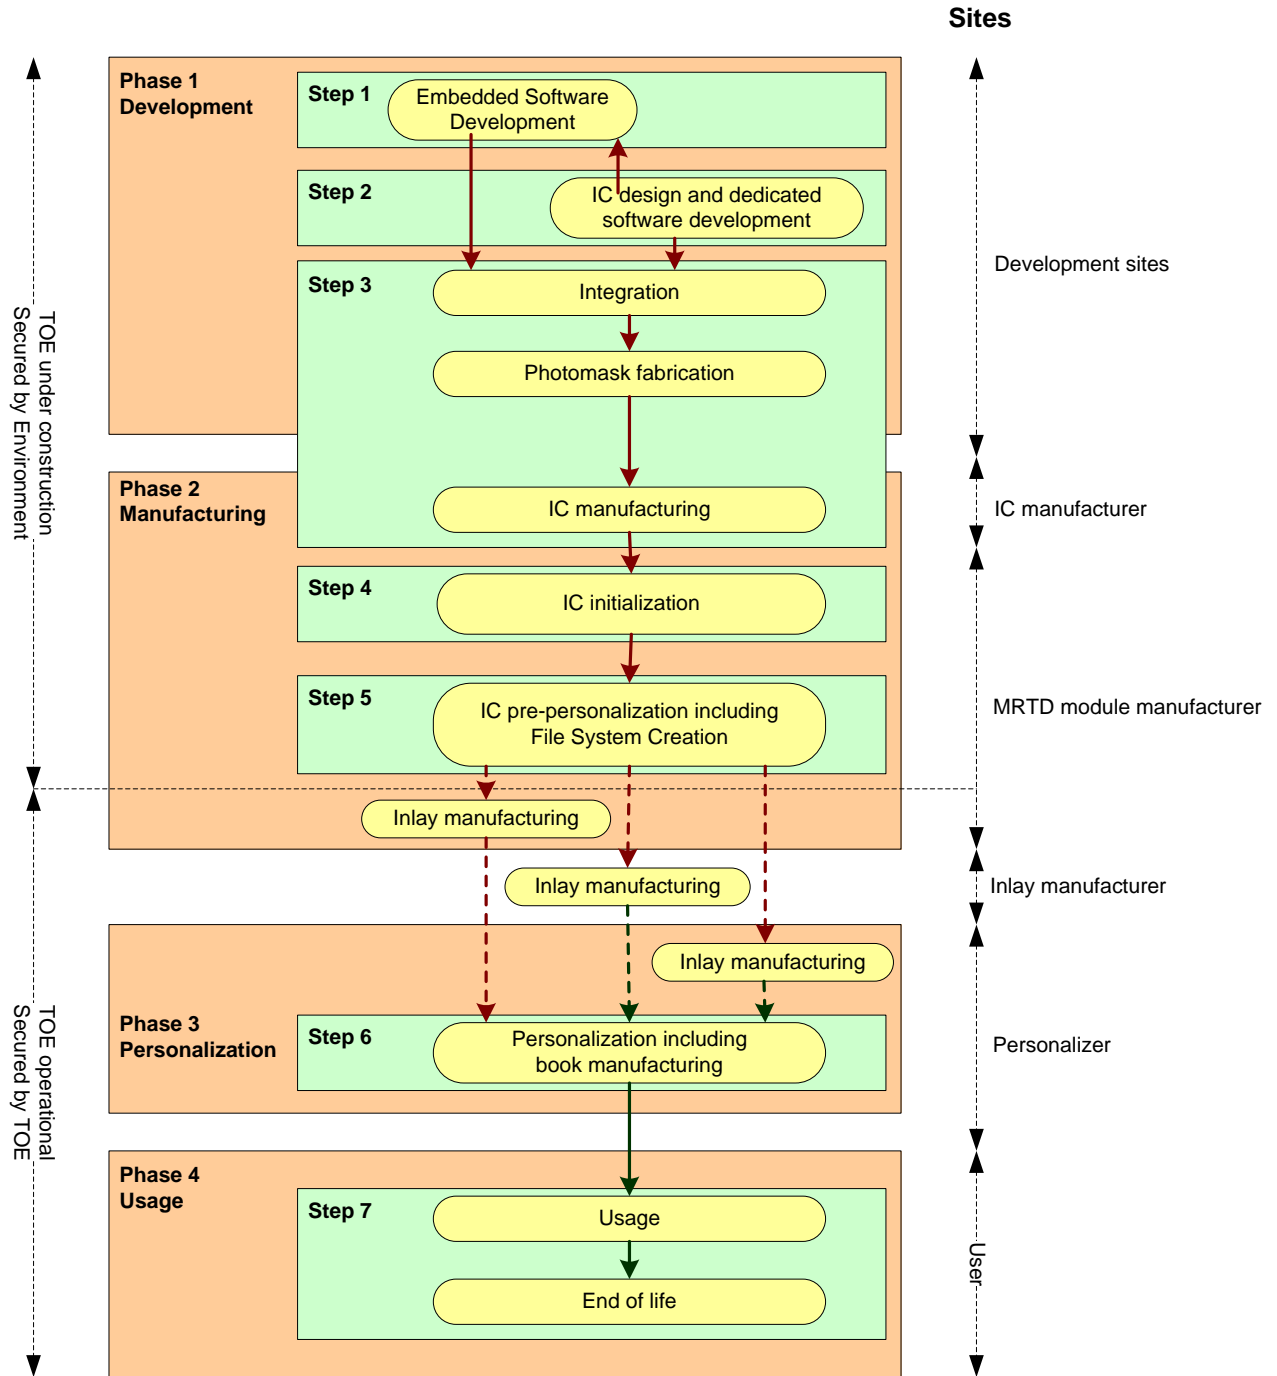 Sites
Phase 1
Development
Step 1
Embedded Software
Development
Step 2
IC design and dedicated
software development
Step 3
Integration
Photomask fabrication
Development sites
TOE under construction
Secured by Environment
Phase 2
Manufacturing
IC manufacturing
IC manufacturer
Step 4
IC initialization
Step 5
IC pre-personalization including
File System Creation
MRTD module manufacturer
Inlay manufacturing
Inlay manufacturing
Inlay manufacturer
Inlay manufacturing
Phase 3
Personalization
Step 6
Personalization including
book manufacturing
Personalizer
TOE operational
Secured by TOE
Phase 4
Usage
Step 7
Usage
End of life
User